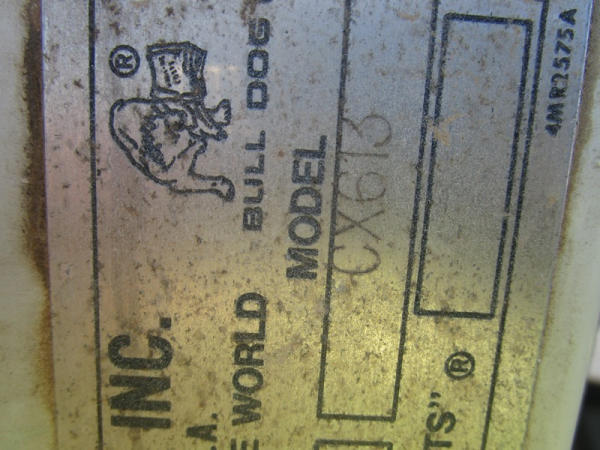 INC. ®
.A.
E WORLD BULL DOG
MODEL
CX613
TS" ®
4MR2575A